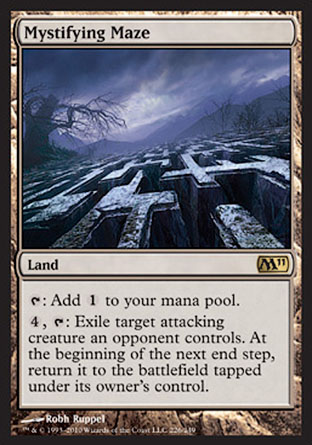 Mystifying Maze
Land
M11
: Add 1 to your mana pool.
4, : Exile target attacking
creature an opponent controls. At
the beginning of the next end step,
return it to the battlefield tapped
under its owner's control.
Robh Ruppel
™ & © 1993–2010 Wizards of the Coast LLC 226/249